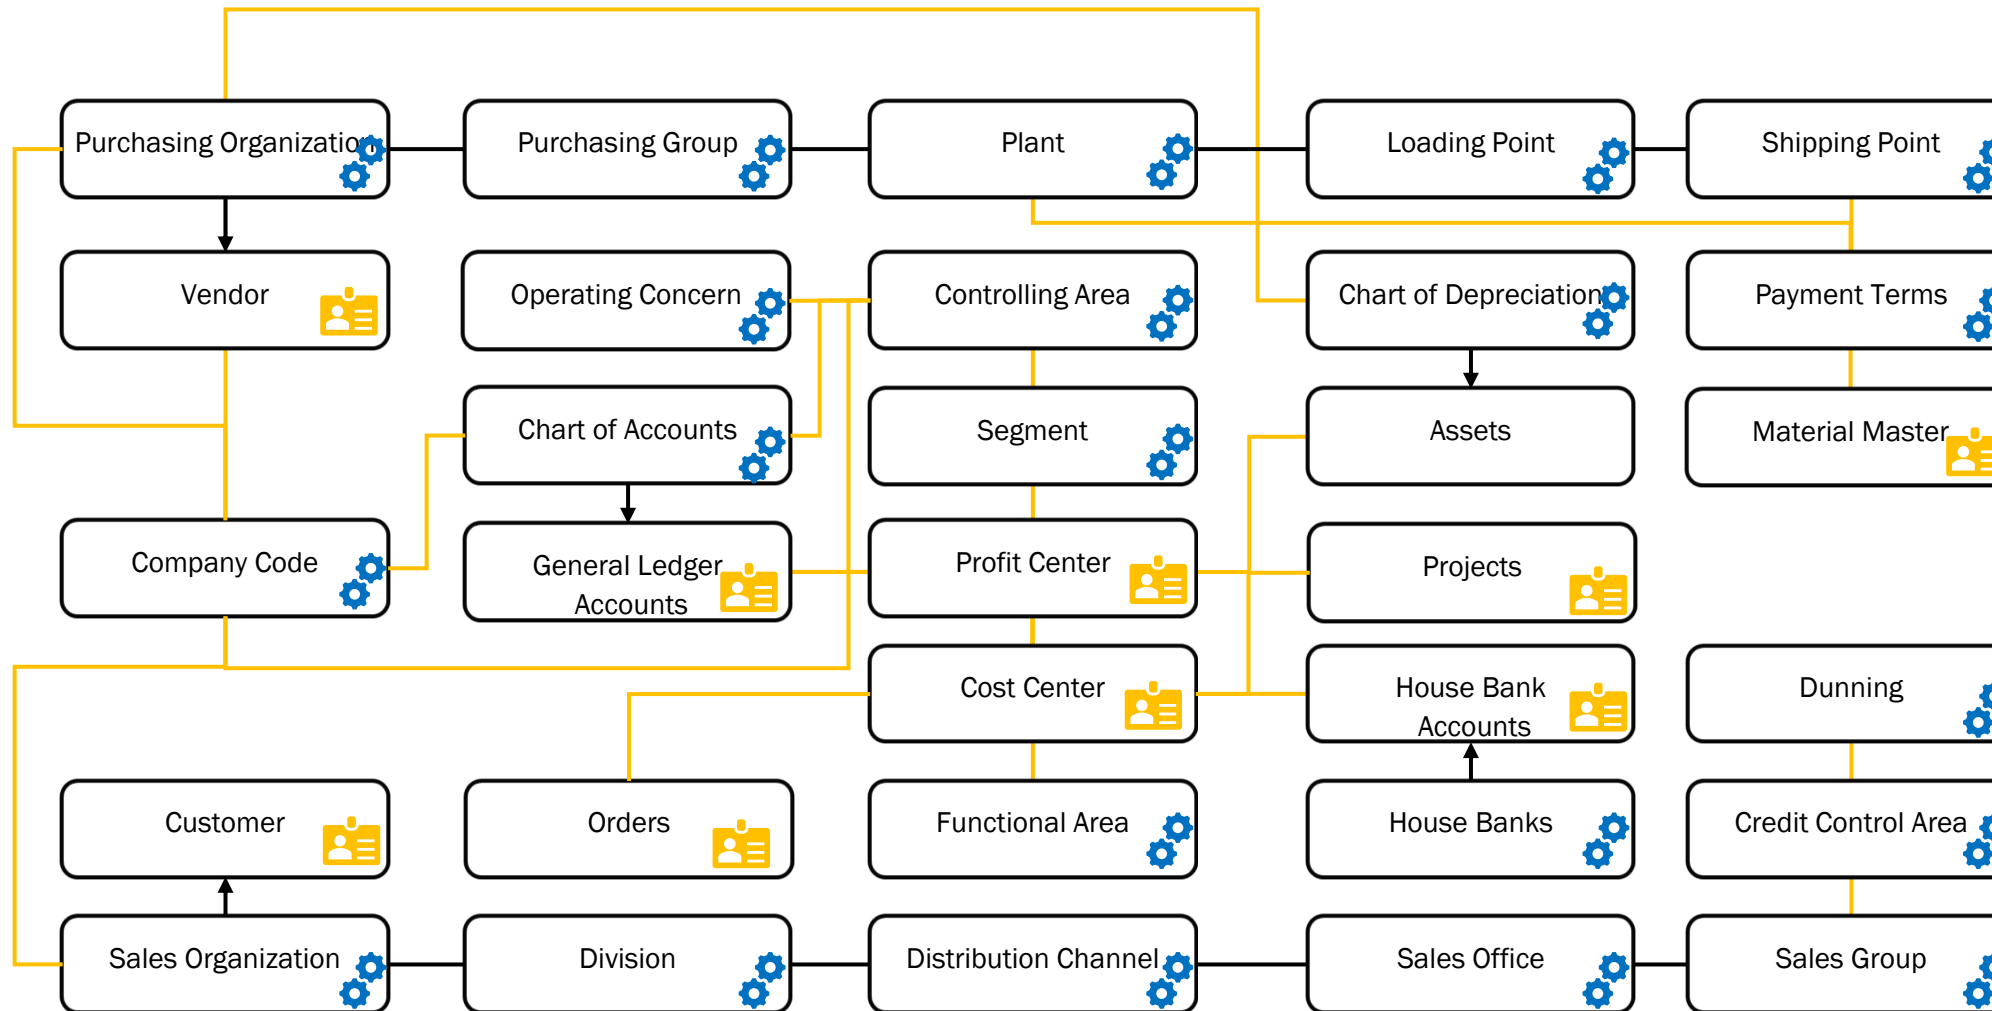 Purchasing Organization
Purchasing Group
Plant
Loading Point
Shipping Point
Vendor
Operating Concern
Controlling Area
Chart of Depreciation
Payment Terms
Chart of Accounts
Segment
Assets
Material Master
Company Code
General Ledger
Accounts
Profit Center
Projects
Cost Center
House Bank
Accounts
Dunning
Customer
Orders
Functional Area
House Banks
Credit Control Area
Sales Organization
Division
Distribution Channel
Sales Office
Sales Group